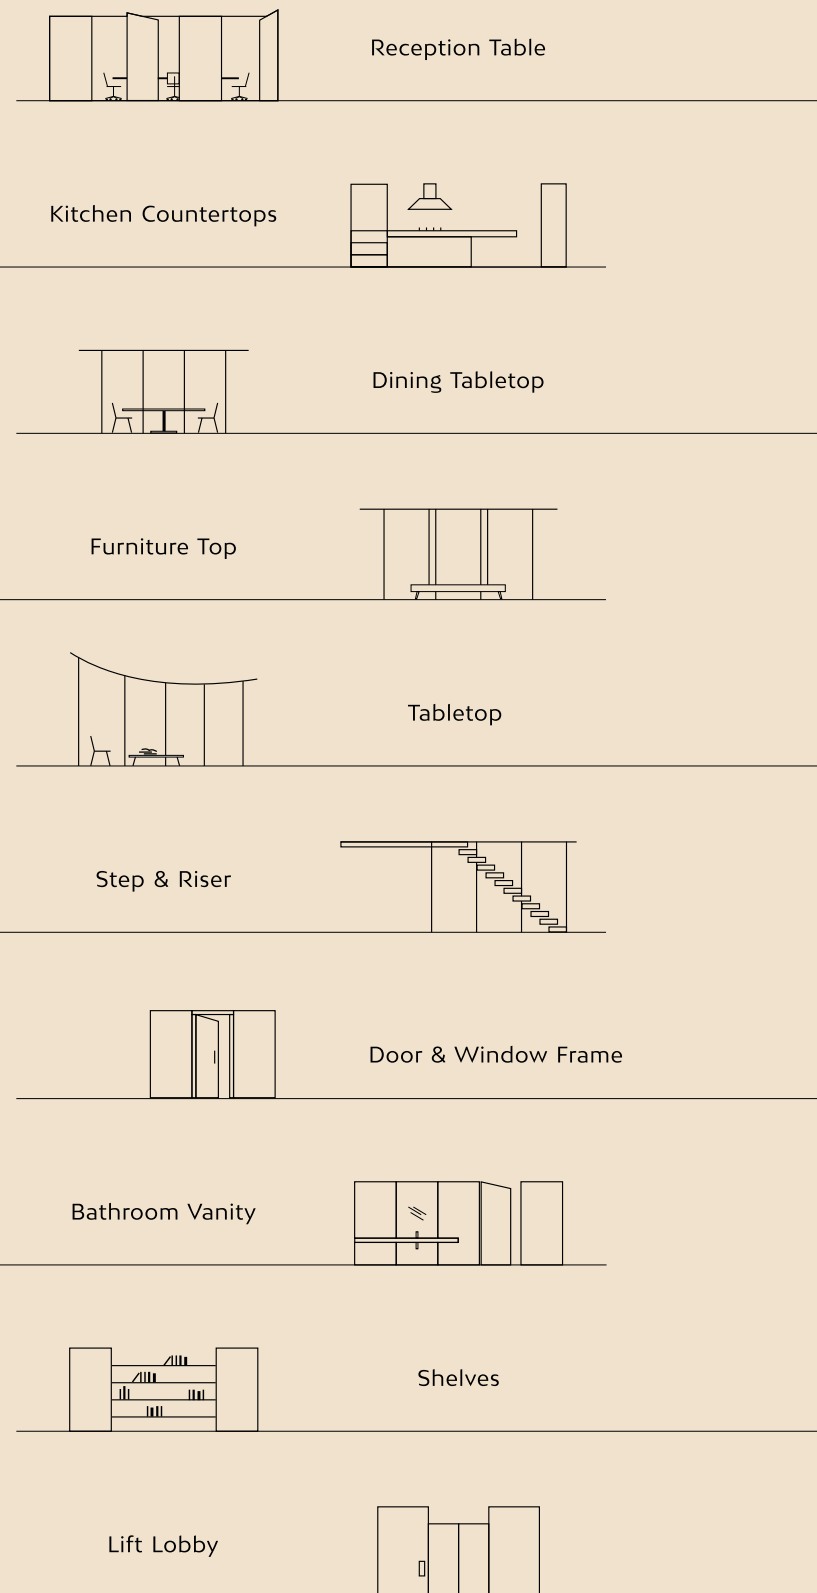 Reception Table
Kitchen Countertops
Dining Tabletop
Furniture Top
Tabletop
Step & Riser
Door & Window Frame
Bathroom Vanity
Shelves
Lift Lobby